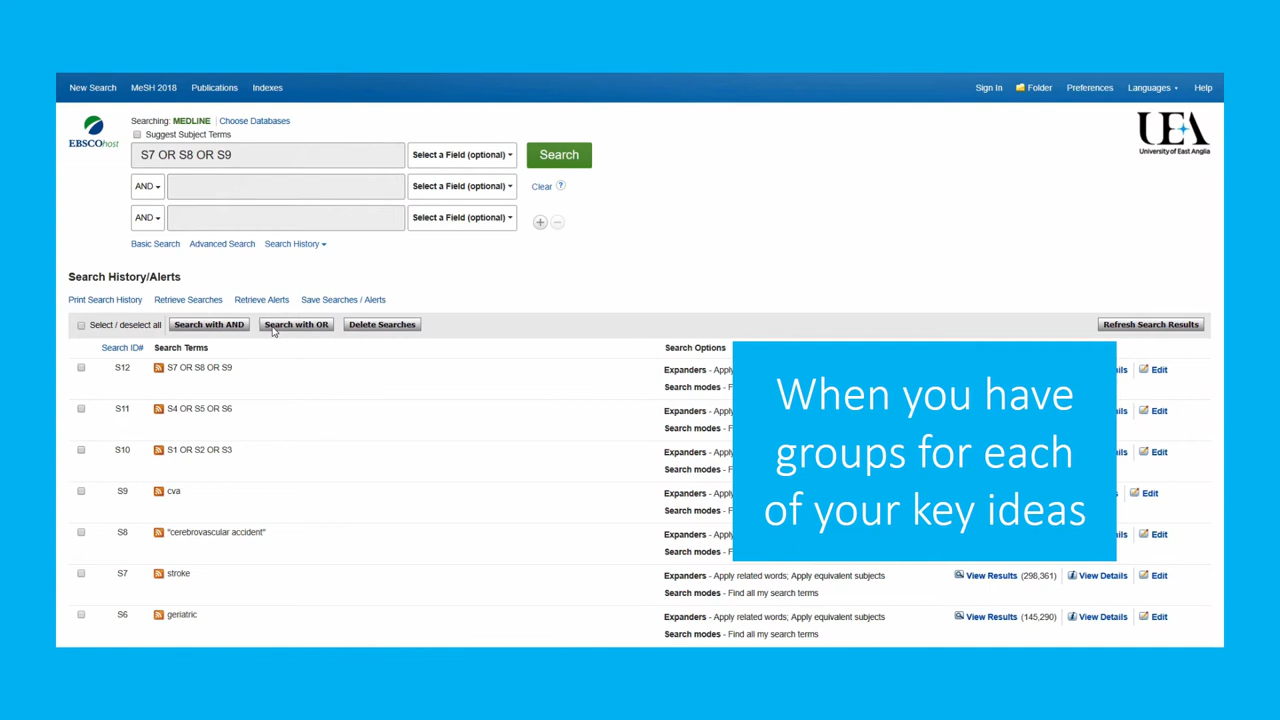 New Search MeSH 2018 Publications Indexes Sign In Folder Preferences Languages Help
Searching: MEDLINE Choose Databases
Suggest Subject Terms
EBSCOhost
S7 OR S8 OR S9 Select a Field (optional) Search
UEA
University of East Anglia
AND Select a Field (optional) Clear ?
AND Select a Field (optional)
Basic Search Advanced Search Search History
Search History/Alerts
Print Search History Retrieve Searches Retrieve Alerts Save Searches / Alerts
Select / deselect all Search with AND Search with OR Delete Searches Refresh Search Results
Search ID# Search Terms Search Options
S12 S7 OR S8 OR S9 Expanders - Edit
Search modes -
S11 S4 OR S5 OR S6 Expanders - Edit
Search modes -
S10 S1 OR S2 OR S3 Expanders - Edit
Search modes -
S9 cva Expanders - Edit
Search modes -
S8 "cerebrovascular accident" Expanders - Edit
Search modes -
When you have
groups for each
of your key ideas
S7 stroke Expanders - Apply related words; Apply equivalent subjects View Results (298,361) View Details Edit
Search modes - Find all my search terms
S6 geriatric Expanders - Apply related words; Apply equivalent subjects View Results (145,290) View Details Edit
Search modes - Find all my search terms